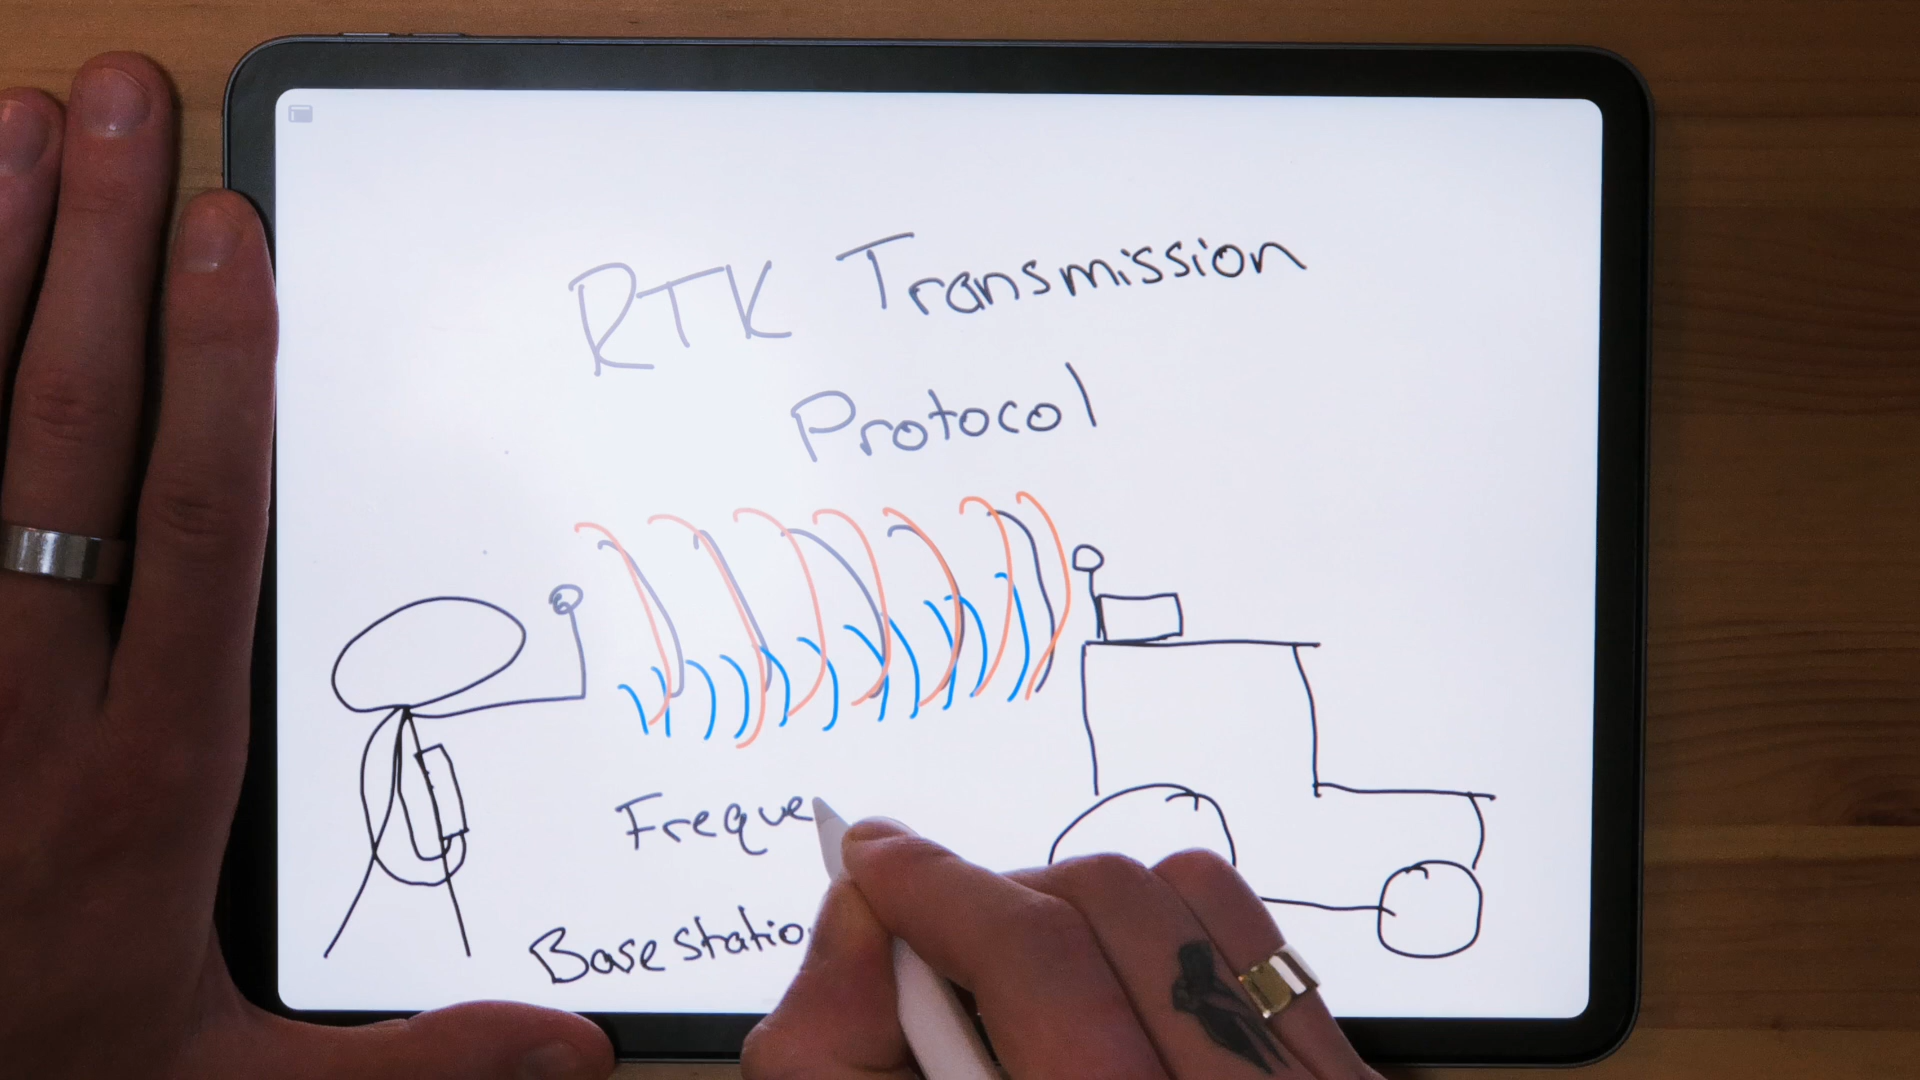 RTK Transmission
Protocol
Freque
Base statio